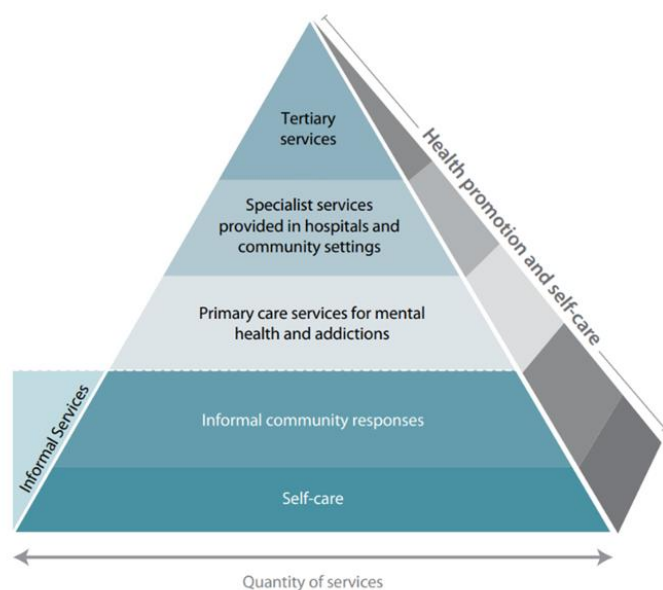 Tertiary
services
Specialist services
provided in hospitals and
community settings
Primary care services for mental
health and addictions
Informal community responses
Self-care
Informal Services
Health promotion and self-care
Quantity of services